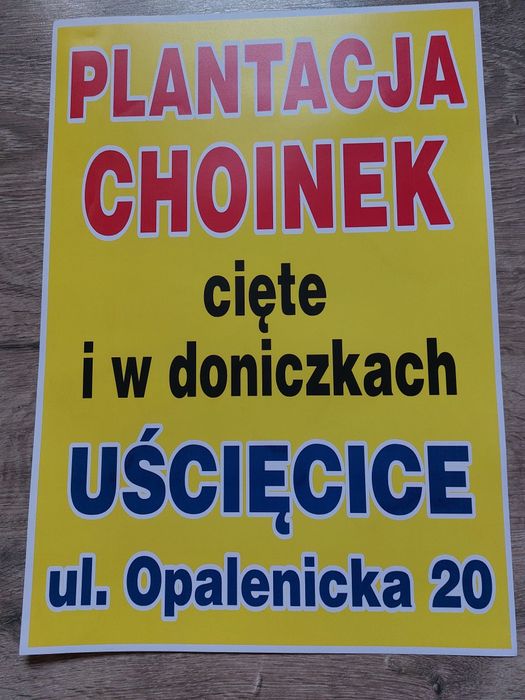 PLANTACJA
CHOINEK
cięte
i w doniczkach
UŚCIĘCICE
ul. Opalenicka 20